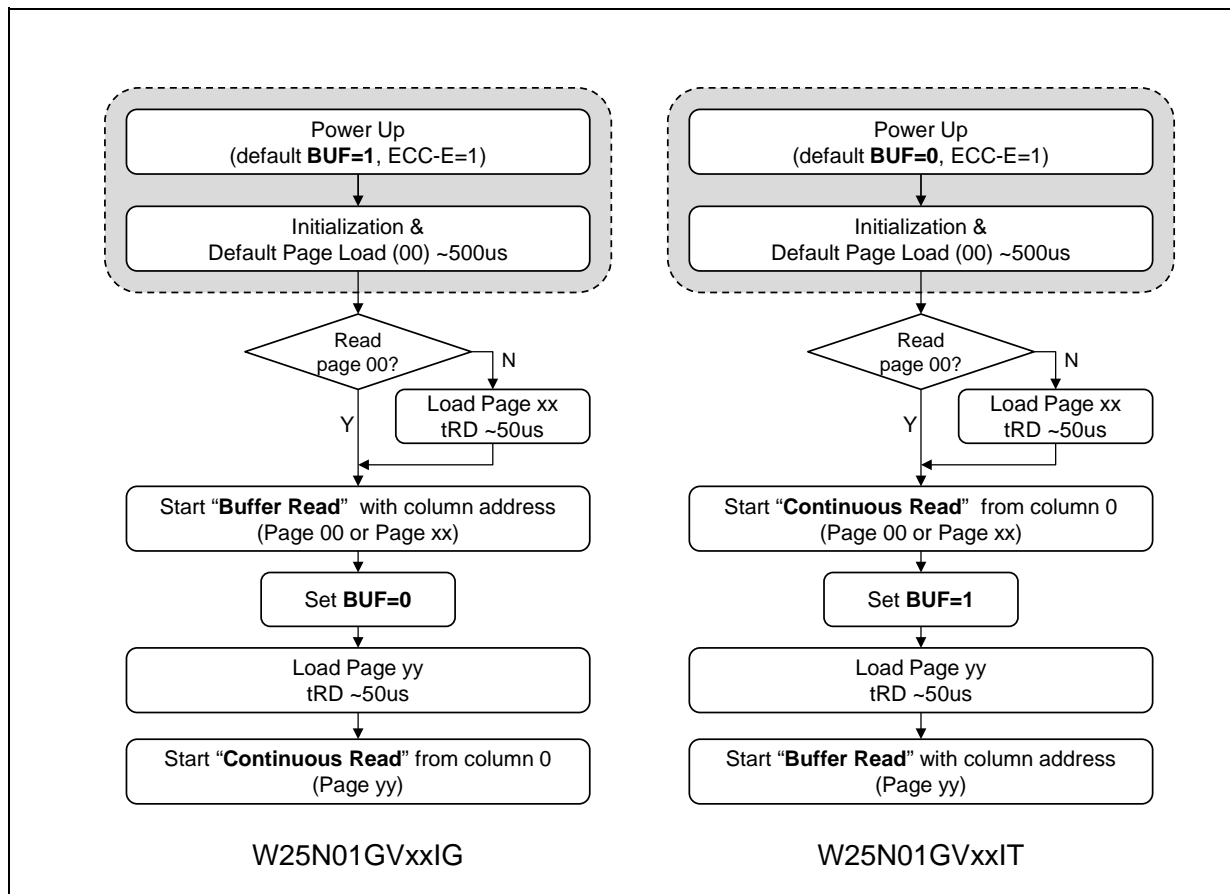 Power Up
(default BUF=1, ECC-E=1)
Initialization &
Default Page Load (00) ~500us
Read
page 00?
N
Load Page xx
tRD ~50us
Y
Start “Buffer Read” with column address
(Page 00 or Page xx)
Set BUF=0
Load Page yy
tRD ~50us
Start “Continuous Read” from column 0
(Page yy)
W25N01GVxxIG
Power Up
(default BUF=0, ECC-E=1)
Initialization &
Default Page Load (00) ~500us
Read
page 00?
N
Load Page xx
tRD ~50us
Y
Start “Continuous Read” from column 0
(Page 00 or Page xx)
Set BUF=1
Load Page yy
tRD ~50us
Start “Buffer Read” with column address
(Page yy)
W25N01GVxxIT